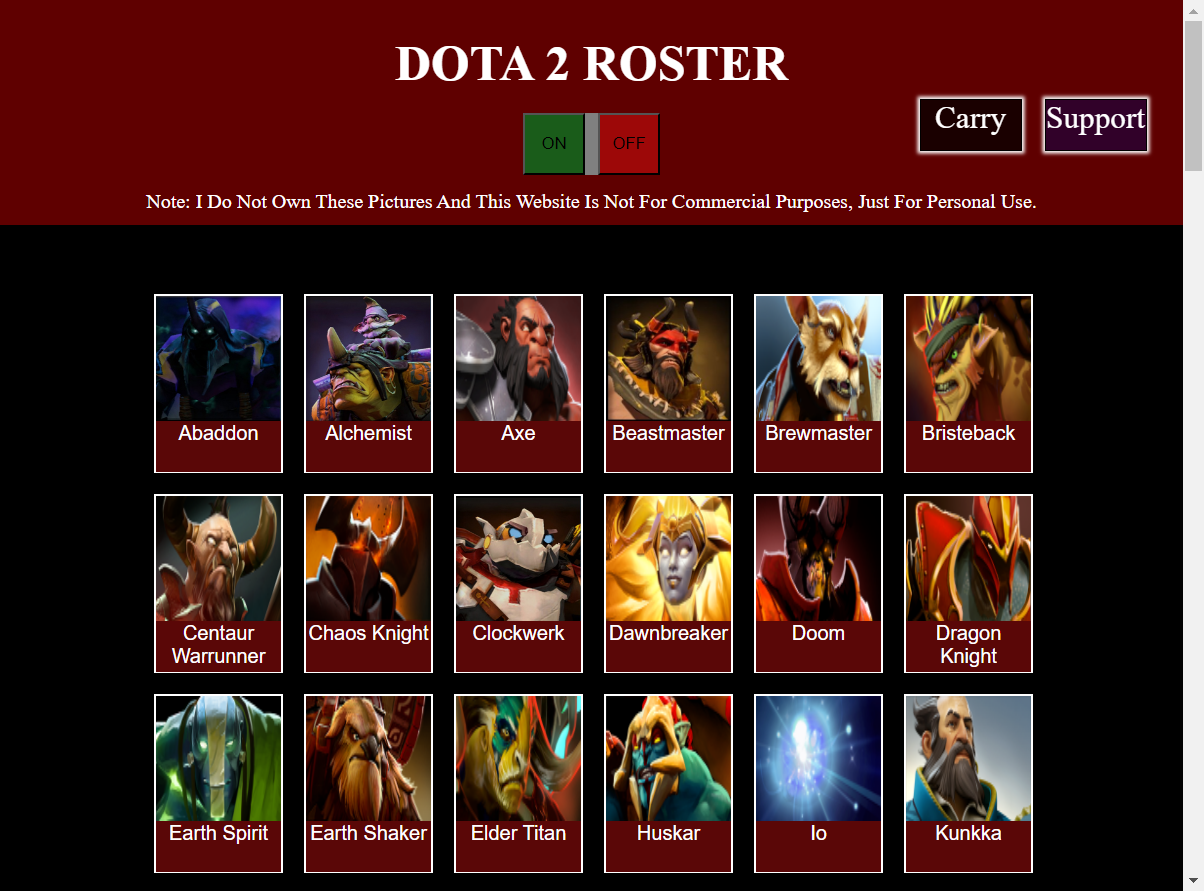 DOTA 2 ROSTER
Carry
Support
ON
OFF
Note: I Do Not Own These Pictures And This Website Is Not For Commercial Purposes, Just For Personal Use.
Abaddon
Alchemist
Axe
Beastmaster
Brewmaster
Bristeback
Centaur
Warrunner
Chaos Knight
Clockwerk
Dawnbreaker
Doom
Dragon
Knight
Earth Spirit
Earth Shaker
Elder Titan
Huskar
Io
Kunkka